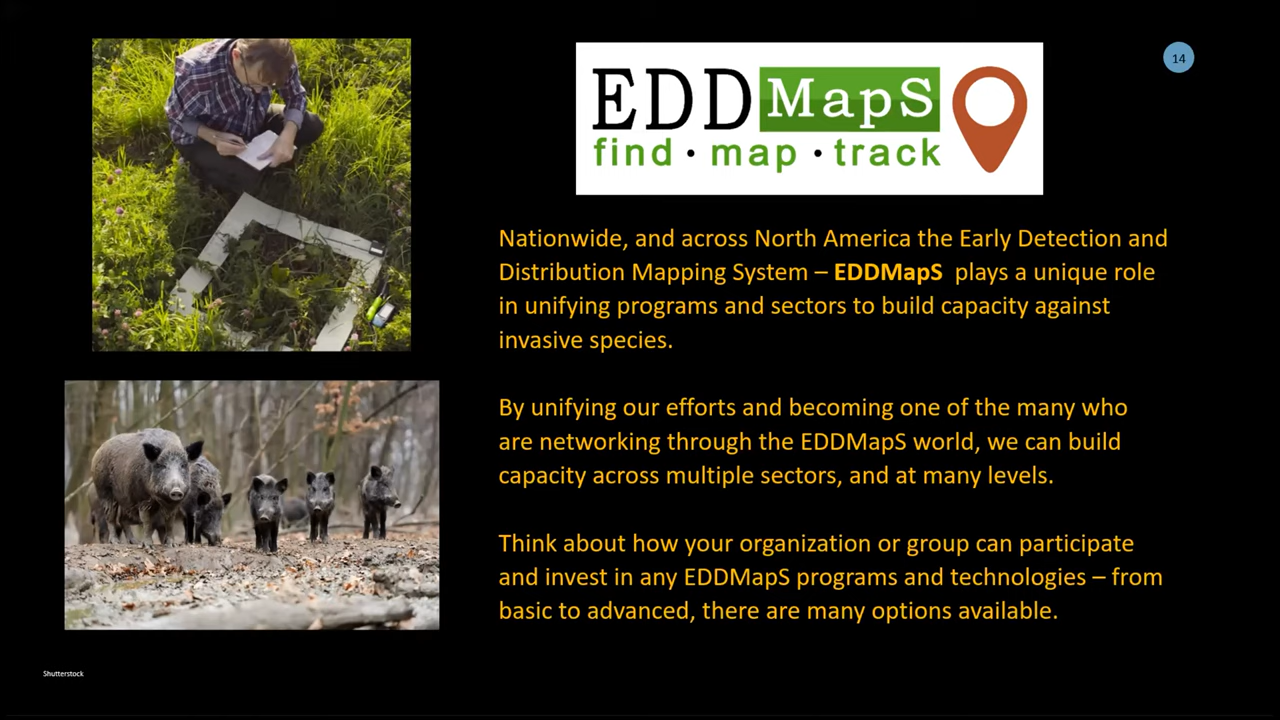 14
EDDMapS
find · map · track
Nationwide, and across North America the Early Detection and
Distribution Mapping System – EDDMapS  plays a unique role
in unifying programs and sectors to build capacity against
invasive species.
By unifying our efforts and becoming one of the many who
are networking through the EDDMapS world, we can build
capacity across multiple sectors, and at many levels.
Think about how your organization or group can participate
and invest in any EDDMapS programs and technologies – from
basic to advanced, there are many options available.
Shutterstock